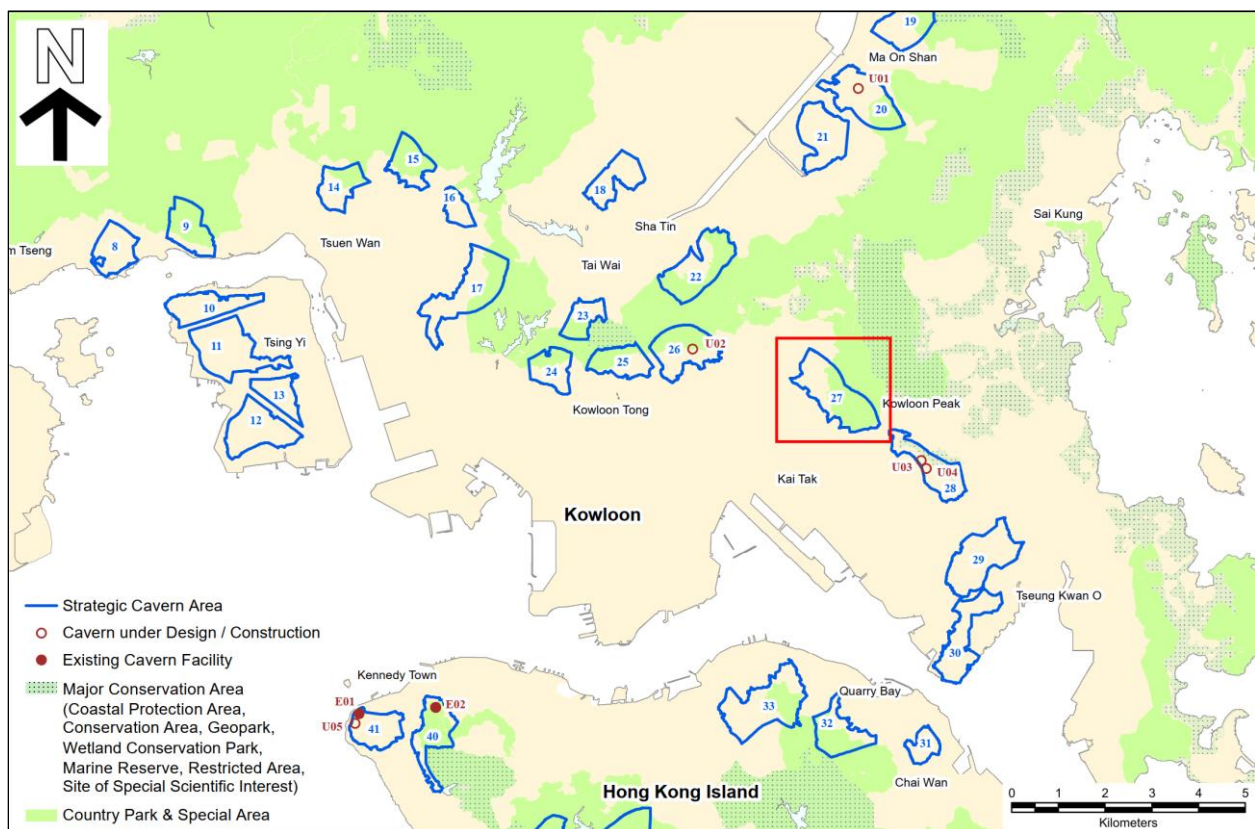 N
19
Ma On Shan
U01
20
21
15
14
16
18
9
8
m Tseng
Tsuen Wan
Sha Tin
Sai Kung
Tai Wai
22
17
10
11
Tsing Yi
23
26
U02
24
25
13
12
Kowloon Tong
27
Kowloon Peak
U03
U04
28
Kai Tak
Kowloon
29
Tseung Kwan O
30
Strategic Cavern Area
Cavern under Design / Construction
Existing Cavern Facility
Major Conservation Area
(Coastal Protection Area,
Conservation Area, Geopark,
Wetland Conservation Park,
Marine Reserve, Restricted Area,
Site of Special Scientific Interest)
Country Park & Special Area
Kennedy Town
E01
E02
U05
41
40
Quarry Bay
33
32
31
Chai Wan
Hong Kong Island
0 1 2 3 4 5
Kilometers